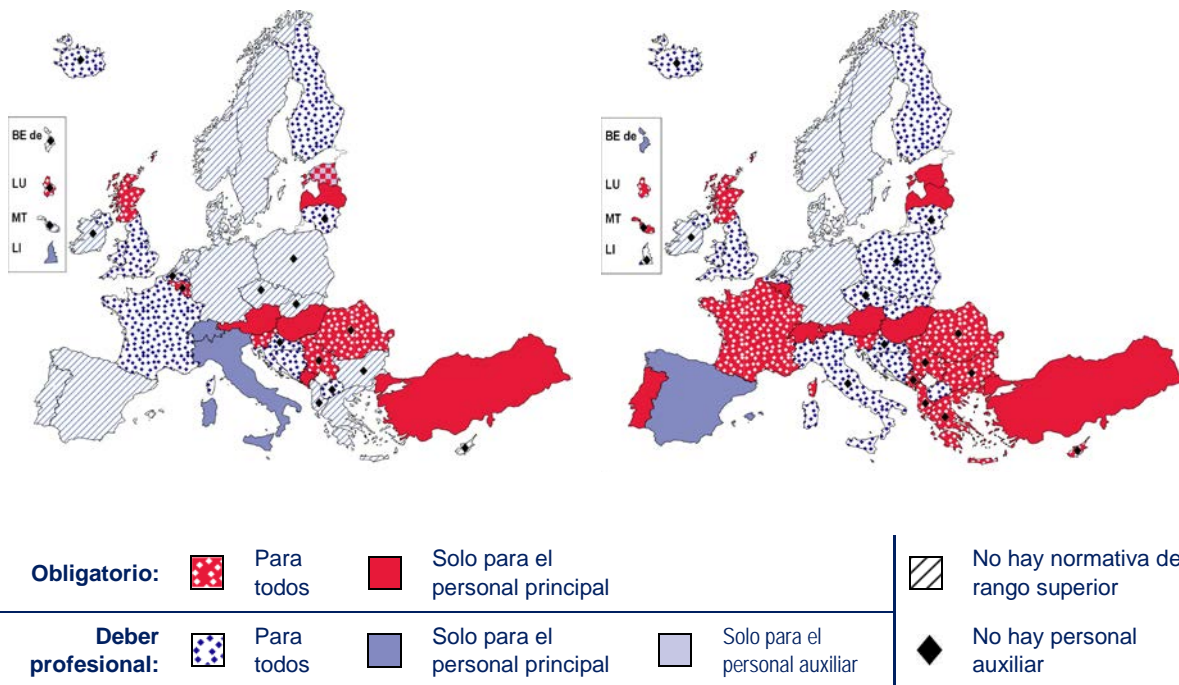 BE de
LU
MT
LI
BE de
LU
MT
LI
Obligatorio:
Para
todos
Solo para el
personal principal
No hay normativa de
rango superior
Deber
profesional:
Para
todos
Solo para el
personal principal
Solo para el
personal auxiliar
No hay personal
auxiliar